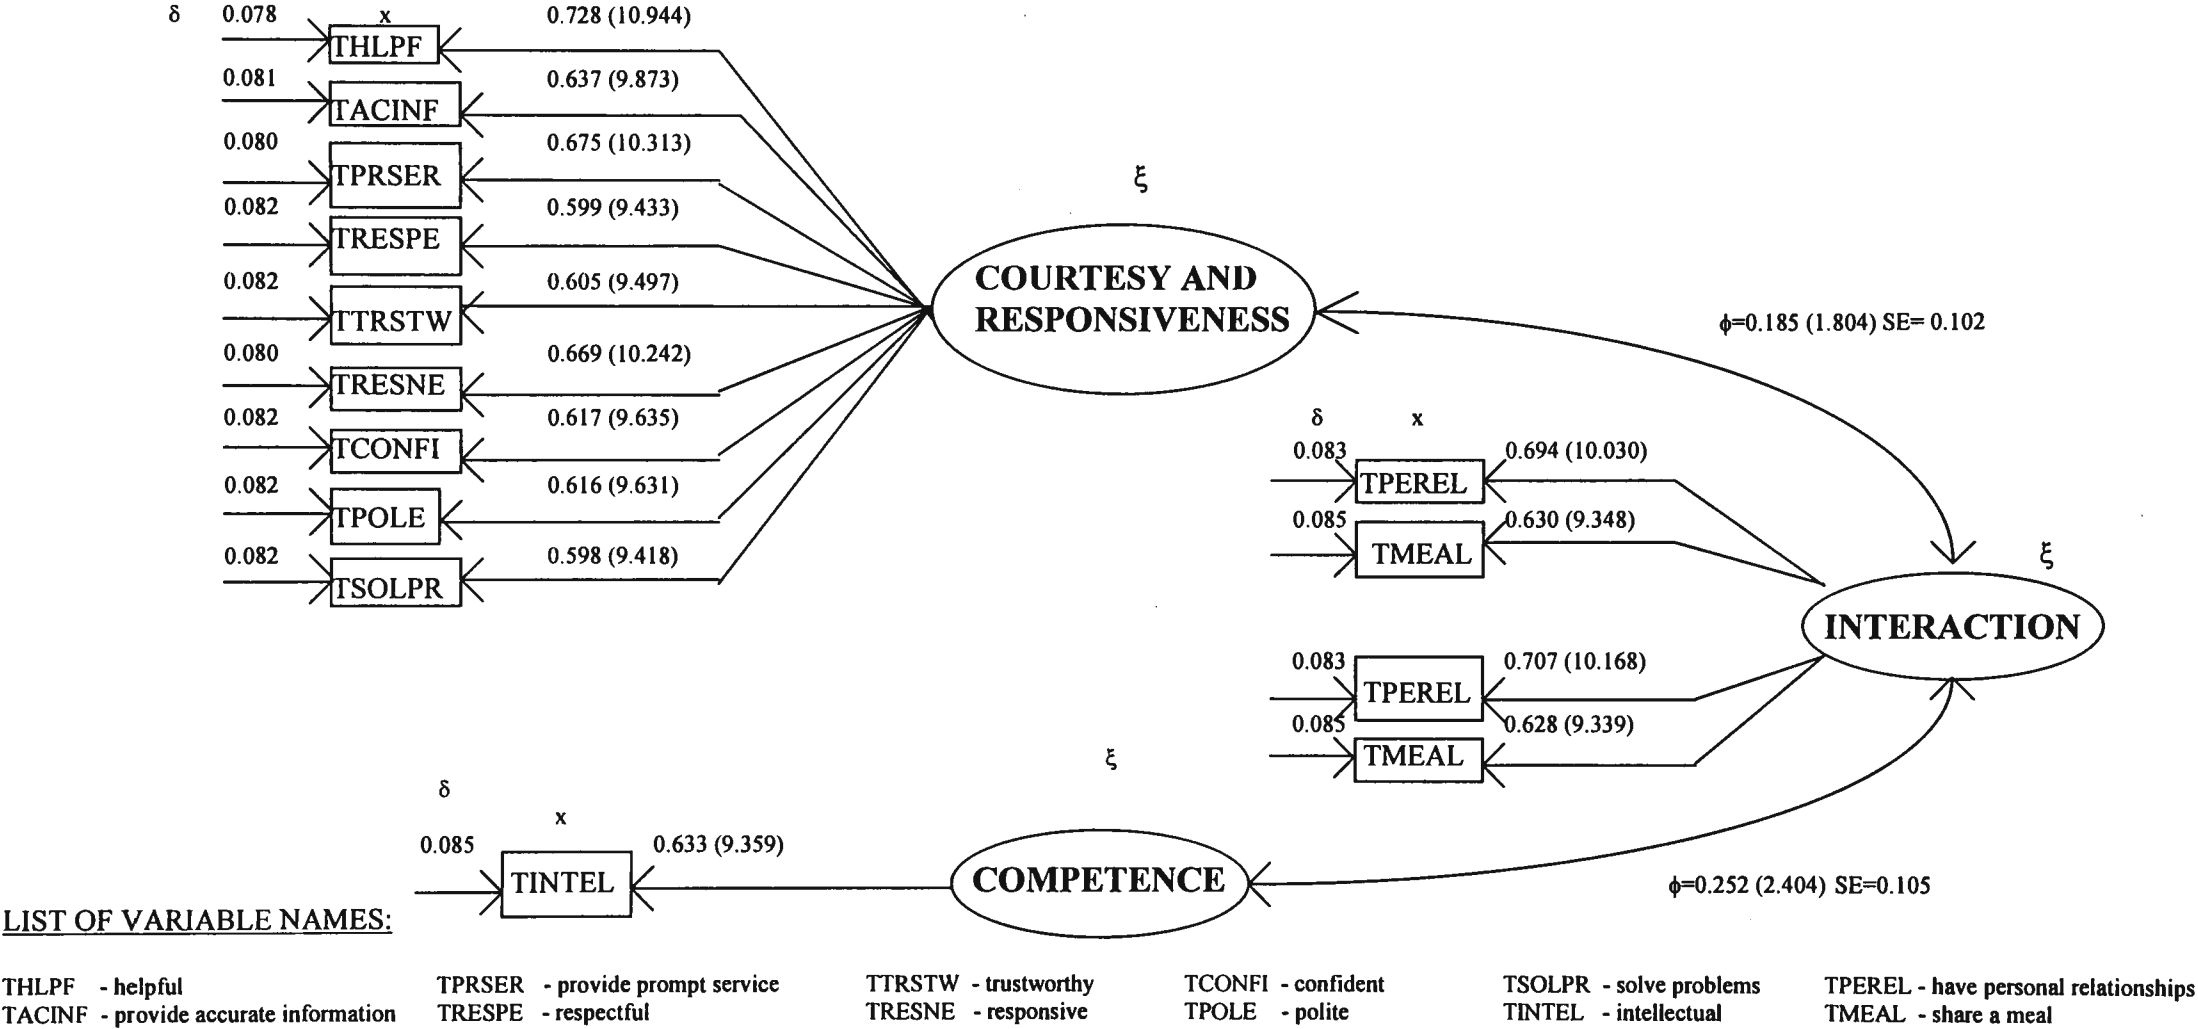 δ 0.078 x 0.728 (10.944)
THLPF
0.081 0.637 (9.873)
TACINF
0.080 0.675 (10.313)
TPRSER
0.082 0.599 (9.433)
TRESPE
0.082 0.605 (9.497)
TTRSTW
0.080 0.669 (10.242)
TRESNE
0.082 0.617 (9.635)
TCONFI
0.082 0.616 (9.631)
TPOLE
0.082 0.598 (9.418)
TSOLPR
ξ
COURTESY AND
RESPONSIVENESS
ϕ=0.185 (1.804) SE= 0.102
δ x
0.083 0.694 (10.030)
TPEREL
0.085 0.630 (9.348)
TMEAL
ξ
INTERACTION
0.083 0.707 (10.168)
TPEREL
0.085 0.628 (9.339)
TMEAL
ξ
δ
x
0.085 0.633 (9.359)
TINTEL
COMPETENCE
ϕ=0.252 (2.404) SE=0.105
LIST OF VARIABLE NAMES:
THLPF - helpful TPRSER - provide prompt service TTRSTW - trustworthy TCONFI - confident TSOLPR - solve problems TPEREL - have personal relationships
TACINF - provide accurate information TRESPE - respectful TRESNE - responsive TPOLE - polite TINTEL - intellectual TMEAL - share a meal